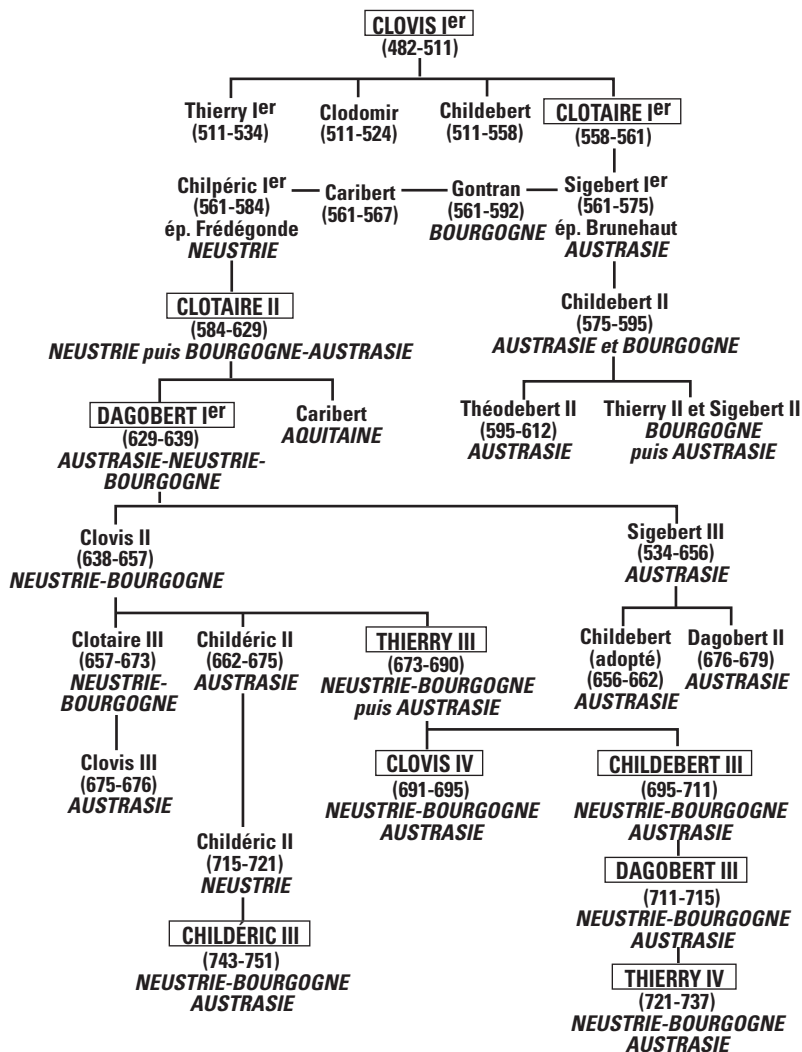 CLOVIS Ier
(482-511)
Thierry Ier
(511-534)
Clodomir
(511-524)
Childebert
(511-558)
CLOTAIRE Ier
(558-561)
Chilpéric Ier
(561-584)
ép. Frédégonde
NEUSTRIE
Caribert
(561-567)
Gontran
(561-592)
BOURGOGNE
Sigebert Ier
(561-575)
ép. Brunehaut
AUSTRASIE
CLOTAIRE II
(584-629)
NEUSTRIE puis BOURGOGNE-AUSTRASIE
Childebert II
(575-595)
AUSTRASIE et BOURGOGNE
DAGOBERT Ier
(629-639)
AUSTRASIE-NEUSTRIE-
BOURGOGNE
Caribert
AQUITAINE
Théodebert II
(595-612)
AUSTRASIE
Thierry II et Sigebert II
BOURGOGNE
puis AUSTRASIE
Clovis II
(638-657)
NEUSTRIE-BOURGOGNE
Sigebert III
(534-656)
AUSTRASIE
Clotaire III
(657-673)
NEUSTRIE-
BOURGOGNE
Childéric II
(662-675)
AUSTRASIE
THIERRY III
(673-690)
NEUSTRIE-BOURGOGNE
puis AUSTRASIE
Childebert
(adopté)
(656-662)
AUSTRASIE
Dagobert II
(676-679)
AUSTRASIE
Clovis III
(675-676)
AUSTRASIE
CLOVIS IV
(691-695)
NEUSTRIE-BOURGOGNE
AUSTRASIE
CHILDEBERT III
(695-711)
NEUSTRIE-BOURGOGNE
AUSTRASIE
Childéric II
(715-721)
NEUSTRIE
DAGOBERT III
(711-715)
NEUSTRIE-BOURGOGNE
AUSTRASIE
CHILDÉRIC III
(743-751)
NEUSTRIE-BOURGOGNE
AUSTRASIE
THIERRY IV
(721-737)
NEUSTRIE-BOURGOGNE
AUSTRASIE